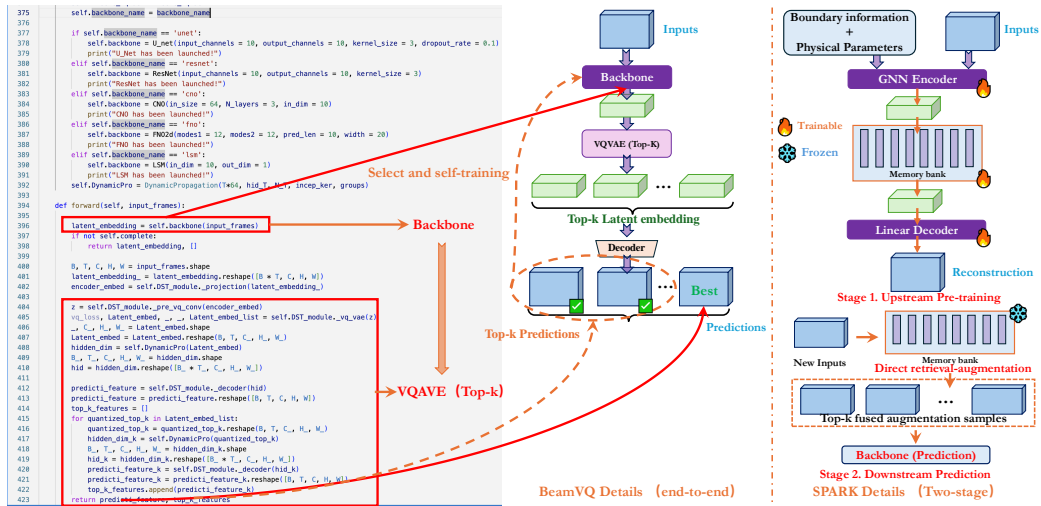 375 self.backbone_name = backbone_name
376
377 if self.backbone_name == 'unet':
378 self.backbone = U_net(input_channels = 10, output_channels = 10, kernel_size = 3, dropout_rate = 0.1)
379 print("U_Net has been launched!")
380 elif self.backbone_name == 'resnet':
381 self.backbone = ResNet(input_channels = 10, output_channels = 10, kernel_size = 3)
382 print("ResNet has been launched!")
383 elif self.backbone_name == 'cno':
384 self.backbone = CNO(in_size = 64, N_layers = 3, in_dim = 10)
385 print("CNO has been launched!")
386 elif self.backbone_name == 'fno':
387 self.backbone = FNO2d(modes1 = 12, modes2 = 12, pred_len = 10, width = 20)
388 print("FNO has been launched!")
389 elif self.backbone_name == 'lsm':
390 self.backbone = LSM(in_dim = 10, out_dim = 1)
391 print("LSM has been launched!")
392 self.DynamicPro = DynamicPropagation(T*64, hid_T, N_T, incep_ker, groups)
393
394 def forward(self, input_frames):
395
396 latent_embedding = self.backbone(input_frames)
397 if not self.complete:
398 return latent_embedding, []
399
400 B, T, C, H, W = input_frames.shape
401 latent_embedding_ = latent_embedding.reshape([B * T, C, H, W])
402 encoder_embed = self.DST_module._projection(latent_embedding_)
403
404 z = self.DST_module._pre_vq_conv(encoder_embed)
405 vq_loss, Latent_embed, _, _, Latent_embed_list = self.DST_module._vq_vae(z)
406 _, C_, H_, W_ = Latent_embed.shape
407 Latent_embed = Latent_embed.reshape(B, T, C_, H_, W_)
408 hidden_dim = self.DynamicPro(Latent_embed)
409 B_, T_, C_, H_, W_ = hidden_dim.shape
410 hid = hidden_dim.reshape([B_ * T_, C_, H_, W_])
411
412 predicti_feature = self.DST_module._decoder(hid)
413 predicti_feature = predicti_feature.reshape([B, T, C, H, W])
414 top_k_features = []
415 for quantized_top_k in Latent_embed_list:
416 quantized_top_k = quantized_top_k.reshape(B, T, C_, H_, W_)
417 hidden_dim_k = self.DynamicPro(quantized_top_k)
418 B_, T_, C_, H_, W_ = hidden_dim_k.shape
419 hid_k = hidden_dim_k.reshape([B_ * T_, C_, H_, W_])
420 predicti_feature_k = self.DST_module._decoder(hid_k)
421 predicti_feature_k = predicti_feature_k.reshape([B, T, C, H, W])
422 top_k_features.append(predicti_feature_k)
423 return predicti_feature, top_k_features
Backbone
VQAVE（Top-k）
Select and self-training
Inputs
Backbone
VQVAE (Top-K)
...
Top-k Latent embedding
Decoder
...
Best
Top-k Predictions
Predictions
BeamVQ Details （end-to-end）
Boundary information
+
Physical Parameters
Inputs
GNN Encoder
Trainable
Frozen
Memory bank
Linear Decoder
Reconstruction
Stage 1. Upstream Pre-training
New Inputs
Memory bank
Direct retrieval-augmentation
...
Top-k fused augmentation samples
Backbone (Prediction)
Stage 2. Downstream Prediction
SPARK Details （Two-stage）